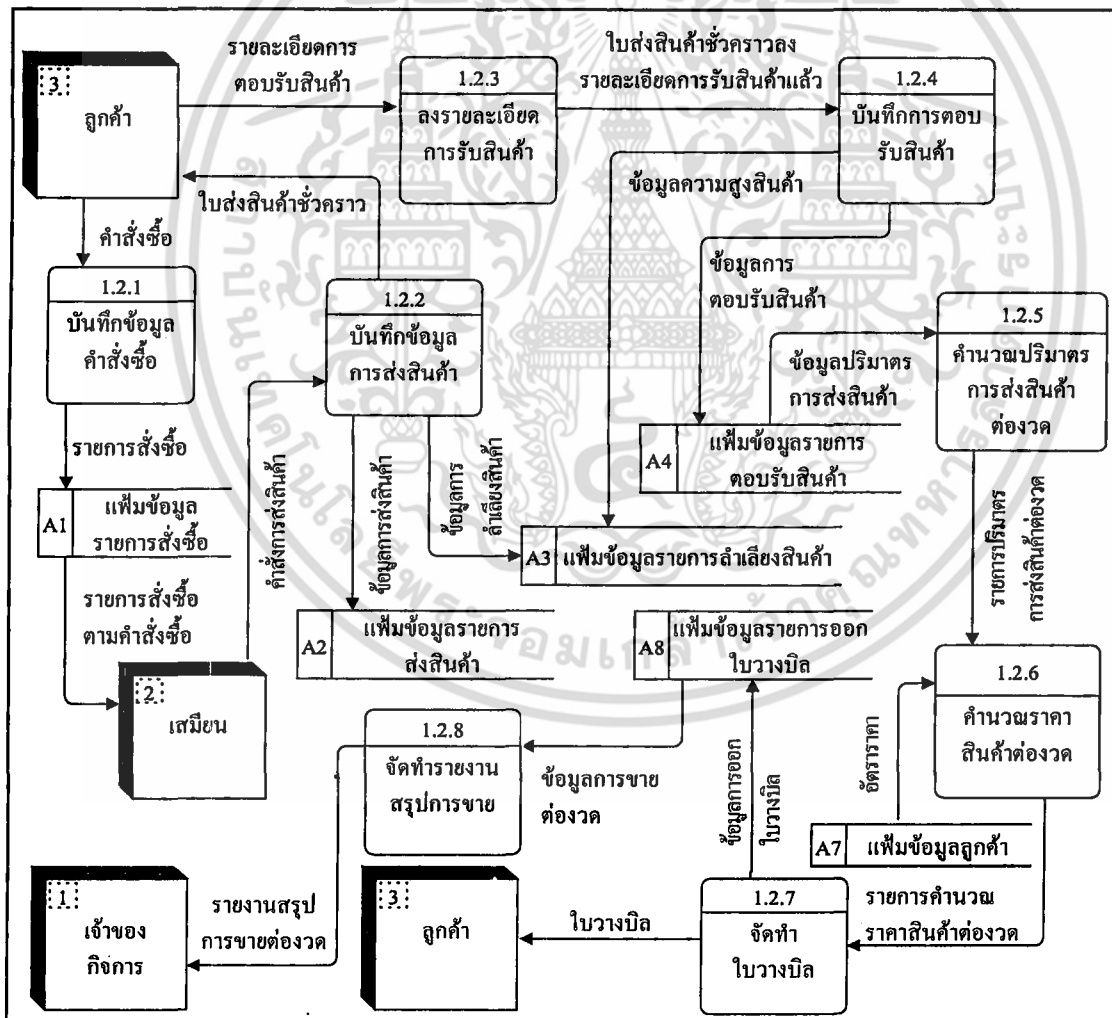 3
ลูกค้า
รายละเอียดการ
ตอบรับสินค้า
1.2.3
ลงรายละเอียด
การรับสินค้า
ใบส่งสินค้าชั่วคราวลง
รายละเอียดการรับสินค้าแล้ว
1.2.4
บันทึกการตอบ
รับสินค้า
ใบส่งสินค้าชั่วคราว
ข้อมูลความสูงสินค้า
คำสั่งซื้อ
1.2.1
บันทึกข้อมูล
คำสั่งซื้อ
1.2.2
บันทึกข้อมูล
การส่งสินค้า
ข้อมูลการ
ตอบรับสินค้า
1.2.5
คำนวณปริมาตร
การส่งสินค้า
ต่องวด
ข้อมูลปริมาตร
การส่งสินค้า
รายการสั่งซื้อ
A4
แฟ้มข้อมูลรายการ
ตอบรับสินค้า
A1
แฟ้มข้อมูล
รายการสั่งซื้อ
คำสั่งการส่งสินค้า
ข้อมูลการส่งสินค้า
ข้อมูลการ
ลำเลียงสินค้า
A3
แฟ้มข้อมูลรายการลำเลียงสินค้า
รายการปริมาตร
การส่งสินค้าต่องวด
รายการสั่งซื้อ
ตามคำสั่งซื้อ
A2
แฟ้มข้อมูลรายการ
ส่งสินค้า
A8
แฟ้มข้อมูลรายการออก
ใบวางบิล
2
เสมียน
1.2.6
คำนวณราคา
สินค้าต่องวด
1.2.8
จัดทำรายงาน
สรุปการขาย
ข้อมูลการขาย
ต่องวด
ข้อมูลการออก
ใบวางบิล
อัตราราคา
A7
แฟ้มข้อมูลลูกค้า
1
เจ้าของ
กิจการ
รายงานสรุป
การขายต่องวด
3
ลูกค้า
ใบวางบิล
1.2.7
จัดทำ
ใบวางบิล
รายการคำนวณ
ราคาสินค้าต่องวด